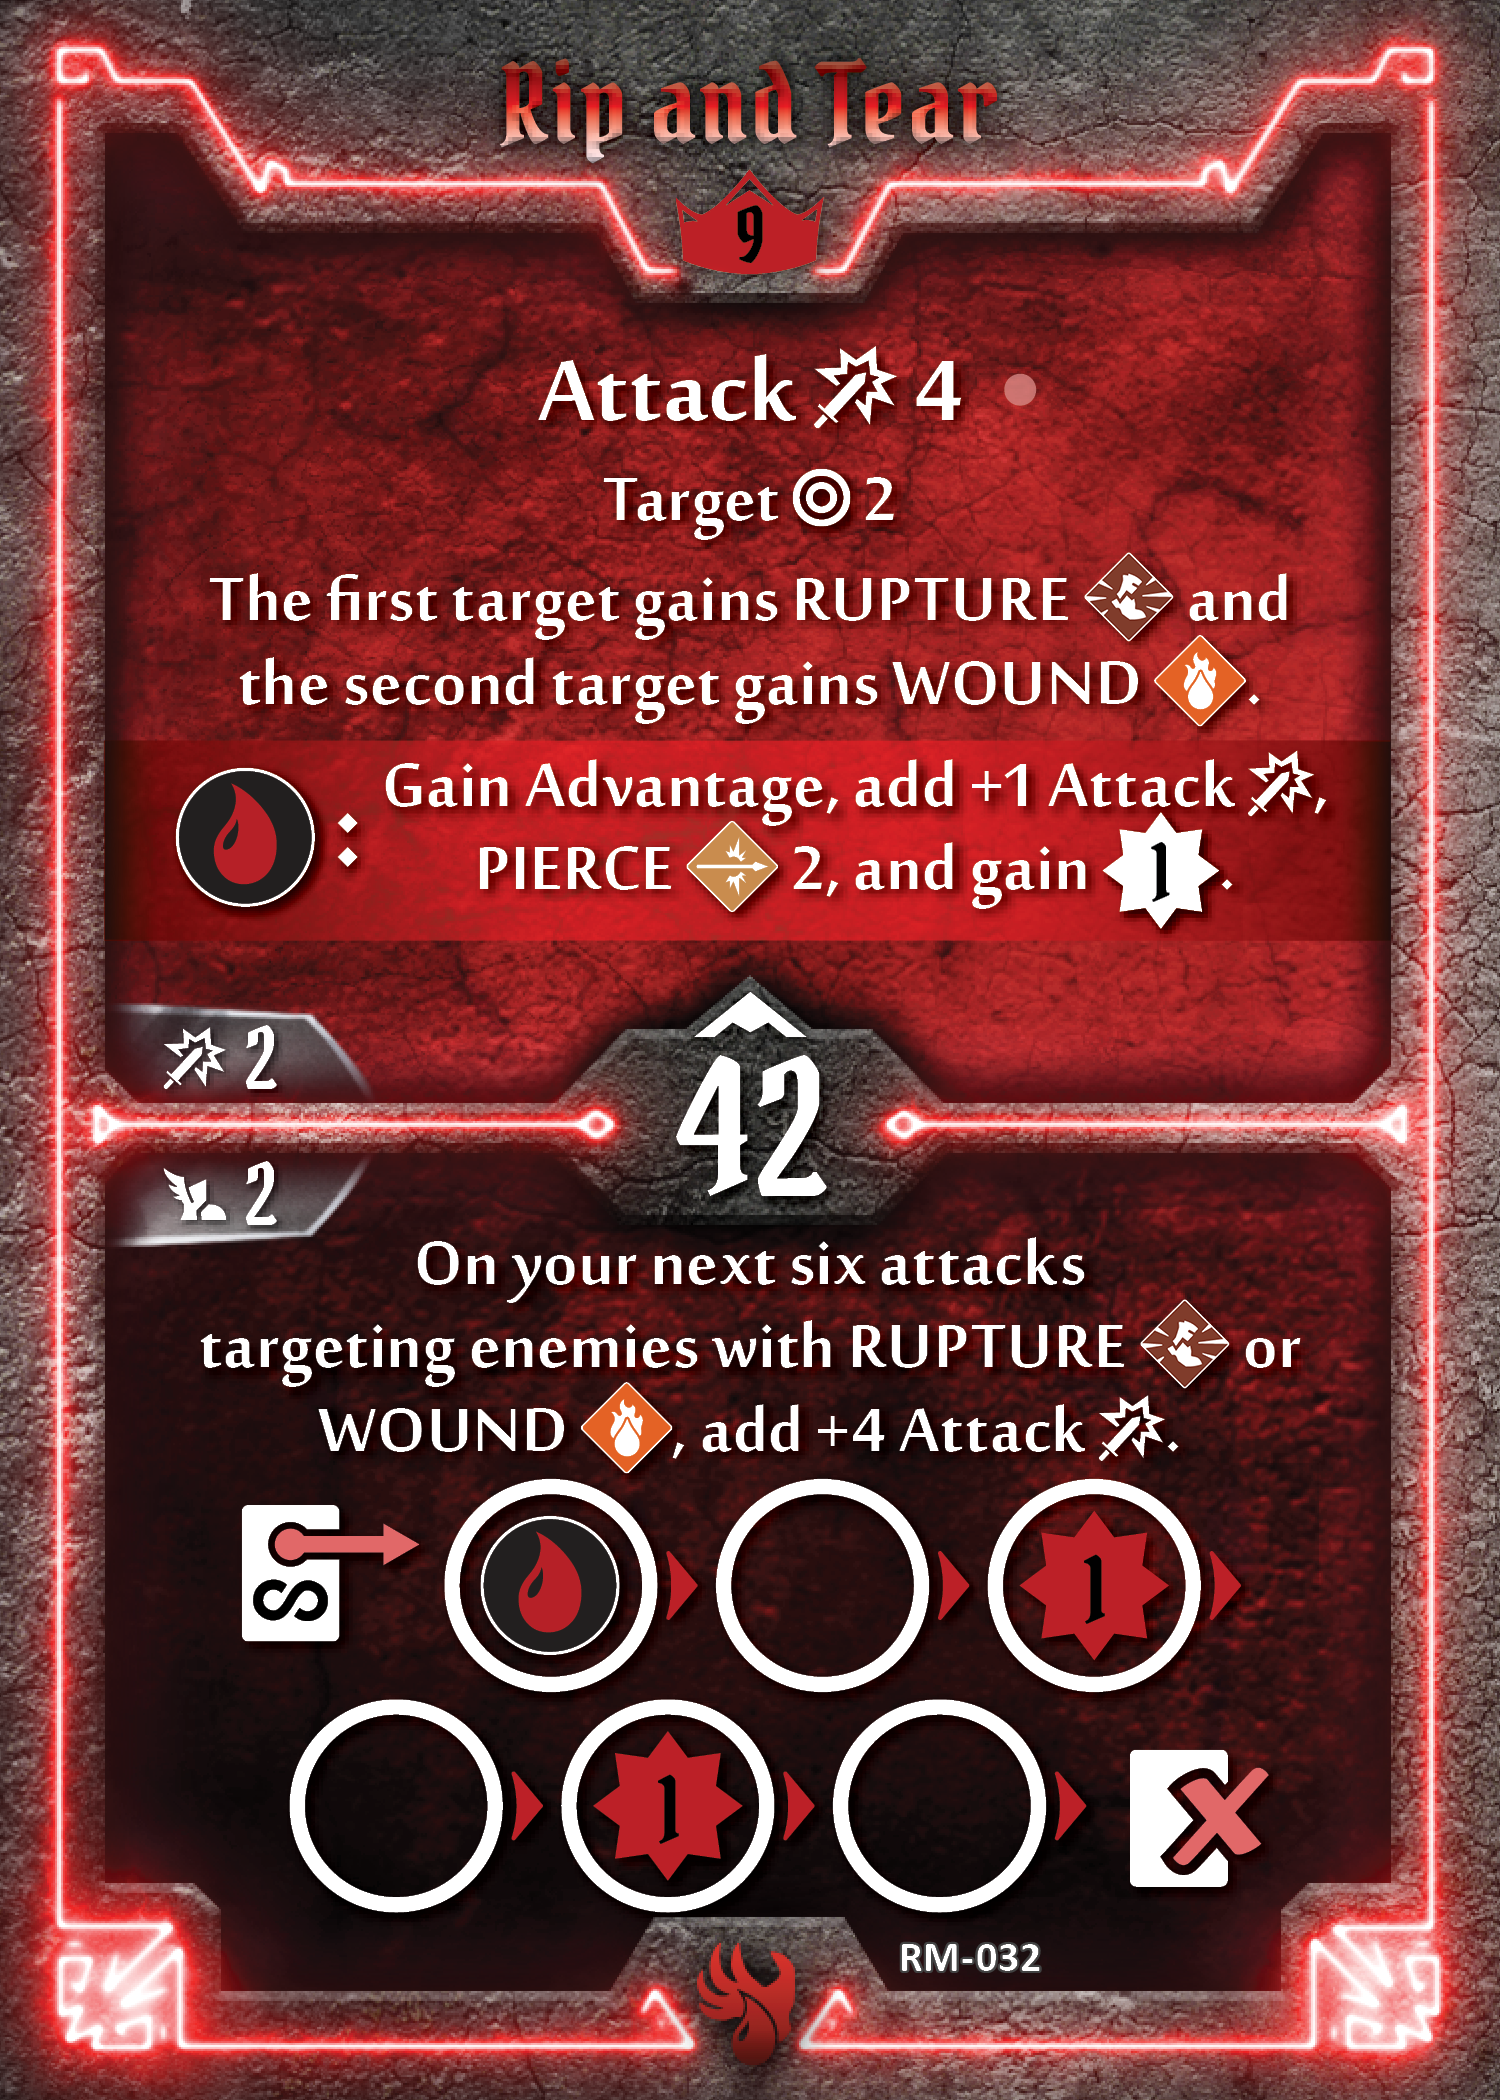 Rip and Tear
9
Attack 4
Target 2
The first target gains RUPTURE and
the second target gains WOUND .
: Gain Advantage, add +1 Attack ,
PIERCE 2, and gain 1.
2
42
2
On your next six attacks
targeting enemies with RUPTURE or
WOUND , add +4 Attack .
1
1
RM-032